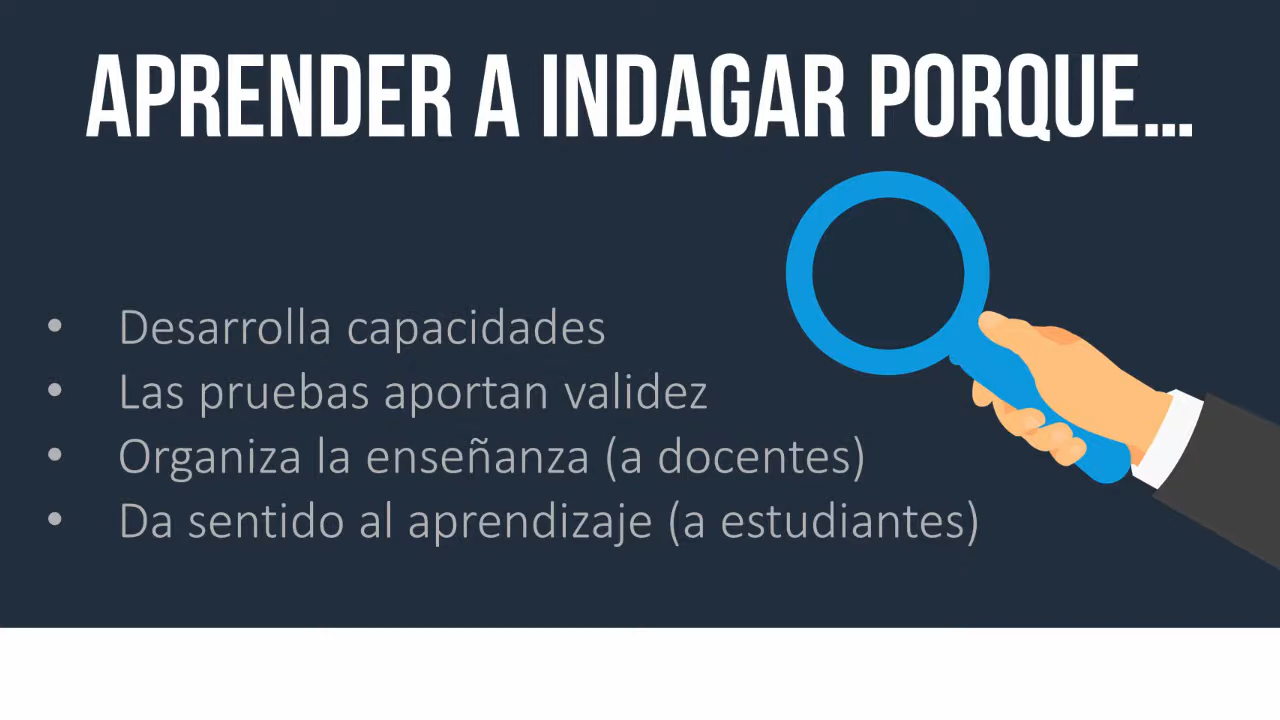 APRENDER A INDAGAR PORQUE...
• Desarrolla capacidades
• Las pruebas aportan validez
• Organiza la enseñanza (a docentes)
• Da sentido al aprendizaje (a estudiantes)